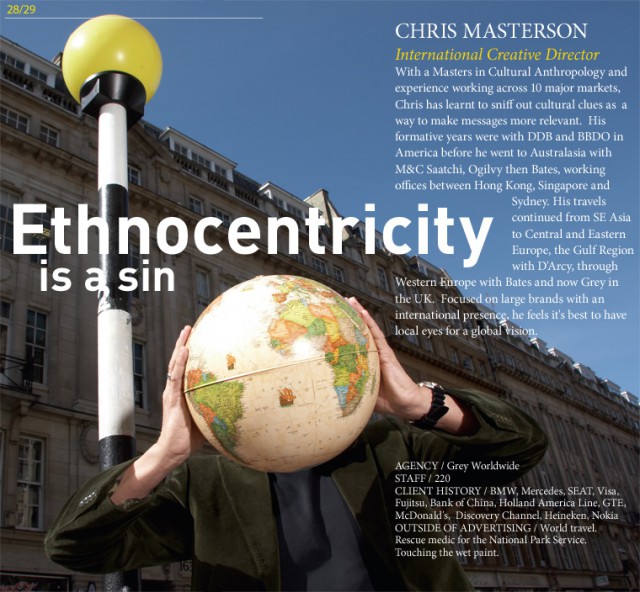 28/29
CHRIS MASTERSON
International Creative Director
With a Masters in Cultural Anthropology and
experience working across 10 major markets,
Chris has learnt to sniff out cultural clues as a
way to make messages more relevant. His
formative years were with DDB and BBDO in
America before he went to Australasia with
M&C Saatchi, Ogilvy then Bates, working
offices between Hong Kong, Singapore and
Sydney. His travels
continued from SE Asia
to Central and Eastern
Europe, the Gulf Region
with D'Arcy, through
Western Europe with Bates and now Grey in
the UK. Focused on large brands with an
international presence, he feels it's best to have
local eyes for a global vision.
Ethnocentricity
is a sin
AGENCY / Grey Worldwide
STAFF / 220
CLIENT HISTORY / BMW, Mercedes, SEAT, Visa,
Fujitsu, Bank of China, Holland America Line, GTE,
McDonald's, Discovery Channel, Heineken, Nokia
OUTSIDE OF ADVERTISING / World travel.
Rescue medic for the National Park Service.
Touching the wet paint.